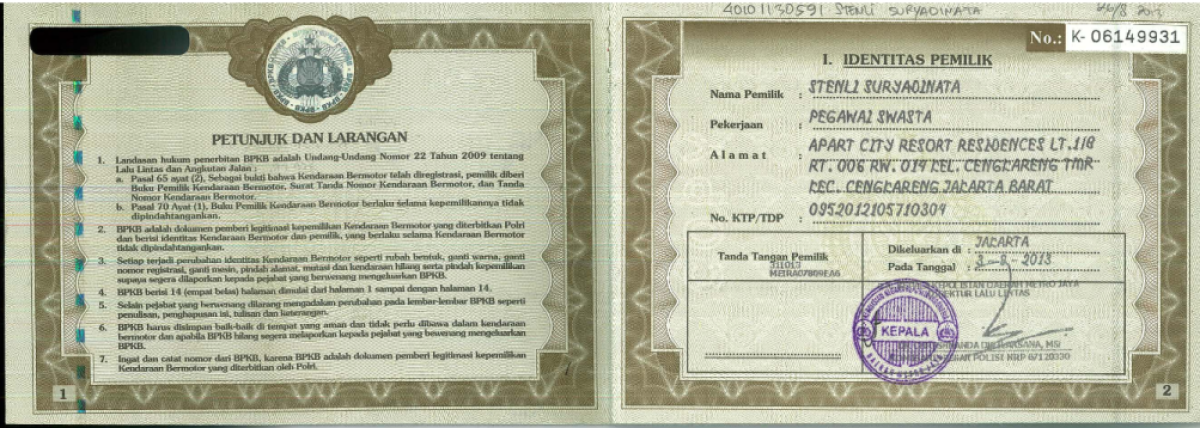 PETUNJUK DAN LARANGAN
1. Landasan hukum penerbitan BPKB adalah Undang-Undang Nomor 22 Tahun 2009 tentang
Lalu Lintas dan Angkutan Jalan :
a. Pasal 65 ayat (2), Sebagai bukti bahwa Kendaraan Bermotor telah diregistrasi, pemilik diberi
Buku Pemilik Kendaraan Bermotor, Surat Tanda Nomor Kendaraan Bermotor, dan Tanda
Nomor Kendaraan Bermotor.
b. Pasal 70 Ayat (1), Buku Pemilik Kendaraan Bermotor berlaku selama kepemilikannya tidak
dipindahtangankan.
2. BPKB adalah dokumen pemberi legitimasi kepemilikan Kendaraan Bermotor yang diterbitkan Polri
dan berisi identitas Kendaraan Bermotor dan pemilik, yang berlaku selama Kendaraan Bermotor
tidak dipindahtangankan.
3. Setiap terjadi perubahan identitas Kendaraan Bermotor seperti rubah bentuk, ganti warna, ganti
nomor registrasi, ganti mesin, pindah alamat, mutasi dan kendaraan hilang serta pindah kepemilikan
supaya segera dilaporkan kepada pejabat yang berwenang mengeluarkan BPKB.
4. BPKB berisi 14 (empat belas) halaman dimulai dari halaman 1 sampai dengan halaman 14.
5. Selain pejabat yang berwenang dilarang mengadakan perubahan pada lembar-lembar BPKB seperti
penulisan, penghapusan isi, tulisan dan keterangan.
6. BPKB harus disimpan baik-baik di tempat yang aman dan tidak perlu dibawa dalam kendaraan
bermotor dan apabila BPKB hilang segera melaporkan kepada pejabat yang bewenang mengeluarkan
BPKB.
7. Ingat dan catat nomor dari BPKB, karena BPKB adalah dokumen pemberi legitimasi kepemilikan
Kendaraan Bermotor yang diterbitkan oleh Polri.
1
40101130591 STENLI SURYADINATA 26/8 2013
No.: K- 06149931
I. IDENTITAS PEMILIK
Nama Pemilik : STENLI SURYADINATA
Pekerjaan : PEGAWAI SWASTA
Alamat : APART CITY RESORT RESIDENCES LT.11B
RT. 006 RW. 014 KEL. CENGKARENG TMR
KEC. CENGKARENG JAKARTA BARAT
No. KTP/TDP : 0952012105710304
Tanda Tangan Pemilik
Dikeluarkan di : JAKARTA
Pada Tanggal : 3-9-2013
KEPOLISIAN DAERAH METRO JAYA
LALU LINTAS
KEPALA
2